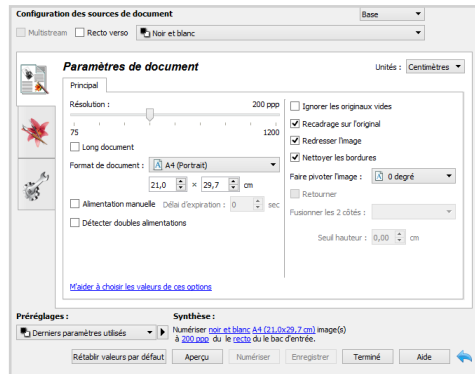 Configuration des sources de document
Base
Multistream Recto verso Noir et blanc
Paramètres de document
Unités : Centimètres
Principal
Résolution : 200 ppp
75 1200
Long document
Format de document : A4 (Portrait)
21,0 × 29,7 cm
Alimentation manuelle Délai d'expiration : 0 sec
Détecter doubles alimentations
Ignorer les originaux vides
Recadrage sur l'original
Redresser l'image
Nettoyer les bordures
Faire pivoter l'image : 0 degré
Retourner
Fusionner les 2 côtés :
Seuil hauteur : 0,00 cm
M'aider à choisir les valeurs de ces options
Préréglages :
Derniers paramètres utilisés
Synthèse :
Numériser noir et blanc A4 (21,0x29,7 cm) image(s)
à 200 ppp du le recto du le bac d'entrée.
Rétablir valeurs par défaut Aperçu Numériser Enregistrer Terminé Aide